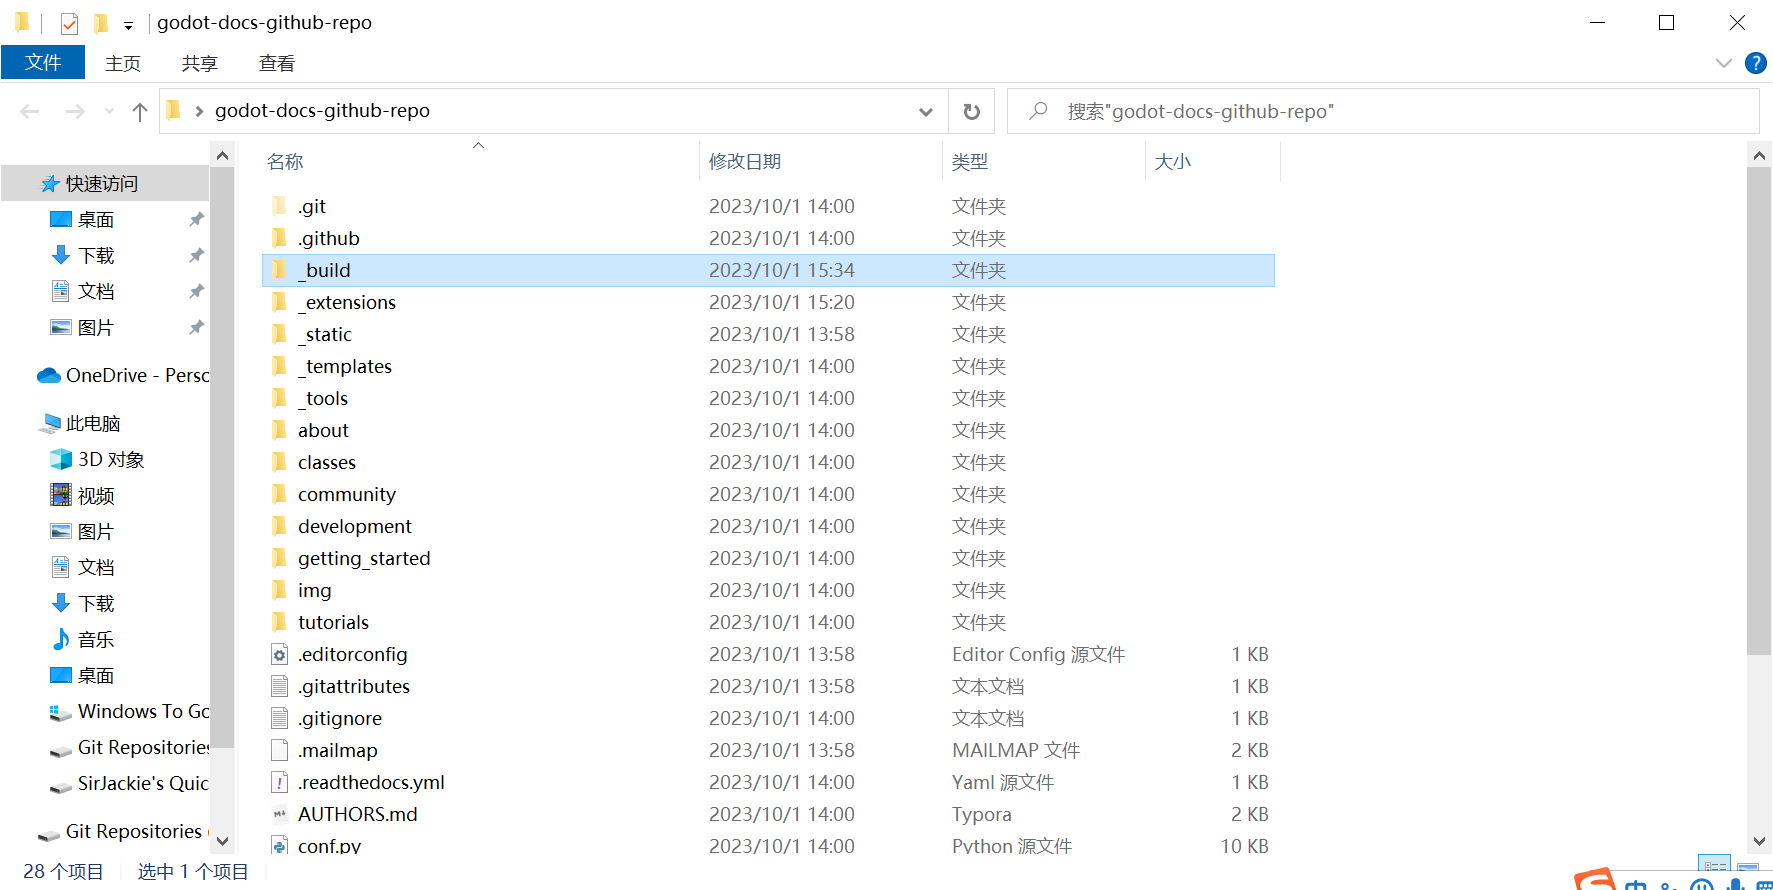 godot-docs-github-repo
文件 主页 共享 查看
godot-docs-github-repo 搜索"godot-docs-github-repo"
快速访问
桌面
下载
文档
图片
OneDrive - Perso
此电脑
3D 对象
视频
图片
文档
下载
音乐
桌面
Windows To Go
Git Repositories
SirJackie's Quic
Git Repositories
名称 修改日期 类型 大小
.git 2023/10/1 14:00 文件夹
.github 2023/10/1 14:00 文件夹
_build 2023/10/1 15:34 文件夹
_extensions 2023/10/1 15:20 文件夹
_static 2023/10/1 13:58 文件夹
_templates 2023/10/1 14:00 文件夹
_tools 2023/10/1 14:00 文件夹
about 2023/10/1 14:00 文件夹
classes 2023/10/1 14:00 文件夹
community 2023/10/1 14:00 文件夹
development 2023/10/1 14:00 文件夹
getting_started 2023/10/1 14:00 文件夹
img 2023/10/1 14:00 文件夹
tutorials 2023/10/1 14:00 文件夹
.editorconfig 2023/10/1 13:58 Editor Config 源文件 1 KB
.gitattributes 2023/10/1 13:58 文本文档 1 KB
.gitignore 2023/10/1 14:00 文本文档 1 KB
.mailmap 2023/10/1 13:58 MAILMAP 文件 2 KB
.readthedocs.yml 2023/10/1 14:00 Yaml 源文件 1 KB
AUTHORS.md 2023/10/1 14:00 Typora 2 KB
conf.py 2023/10/1 14:00 Python 源文件 10 KB
28 个项目 选中 1 个项目
中